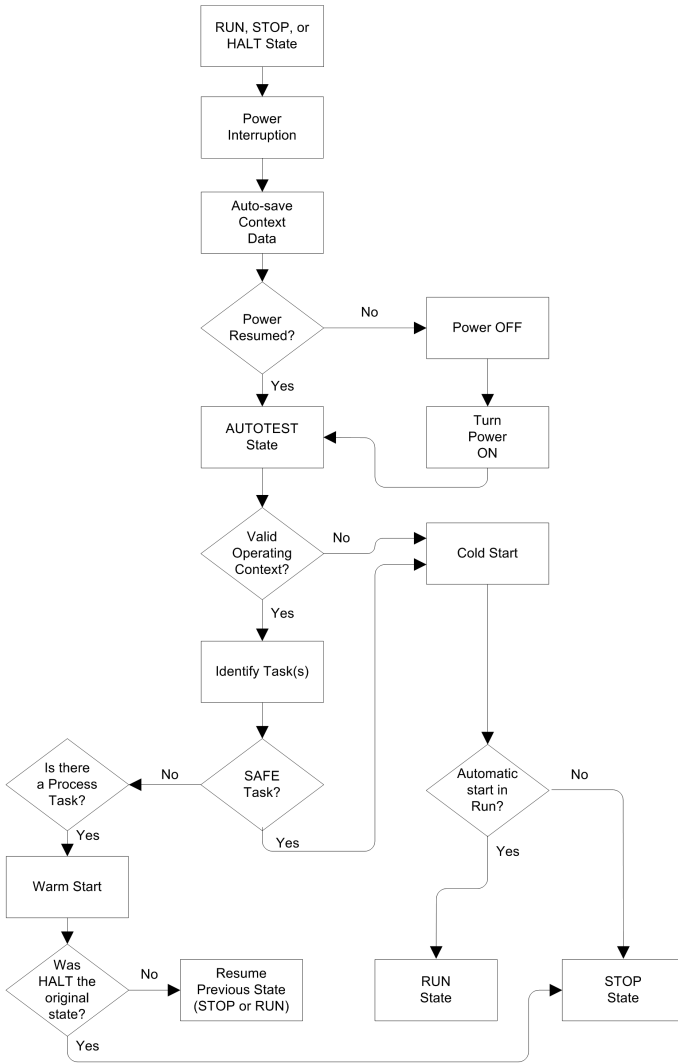 RUN, STOP, or
HALT State
Power
Interruption
Auto-save
Context
Data
Power
Resumed?
No
Power OFF
Yes
AUTOTEST
State
Turn
Power
ON
Valid
Operating
Context?
No
Cold Start
Yes
Identify Task(s)
Is there
a Process
Task?
No
SAFE
Task?
Automatic
start in
Run?
No
Yes
Yes
Yes
Warm Start
Was
HALT the
original
state?
No
Resume
Previous State
(STOP or RUN)
RUN
State
STOP
State
Yes